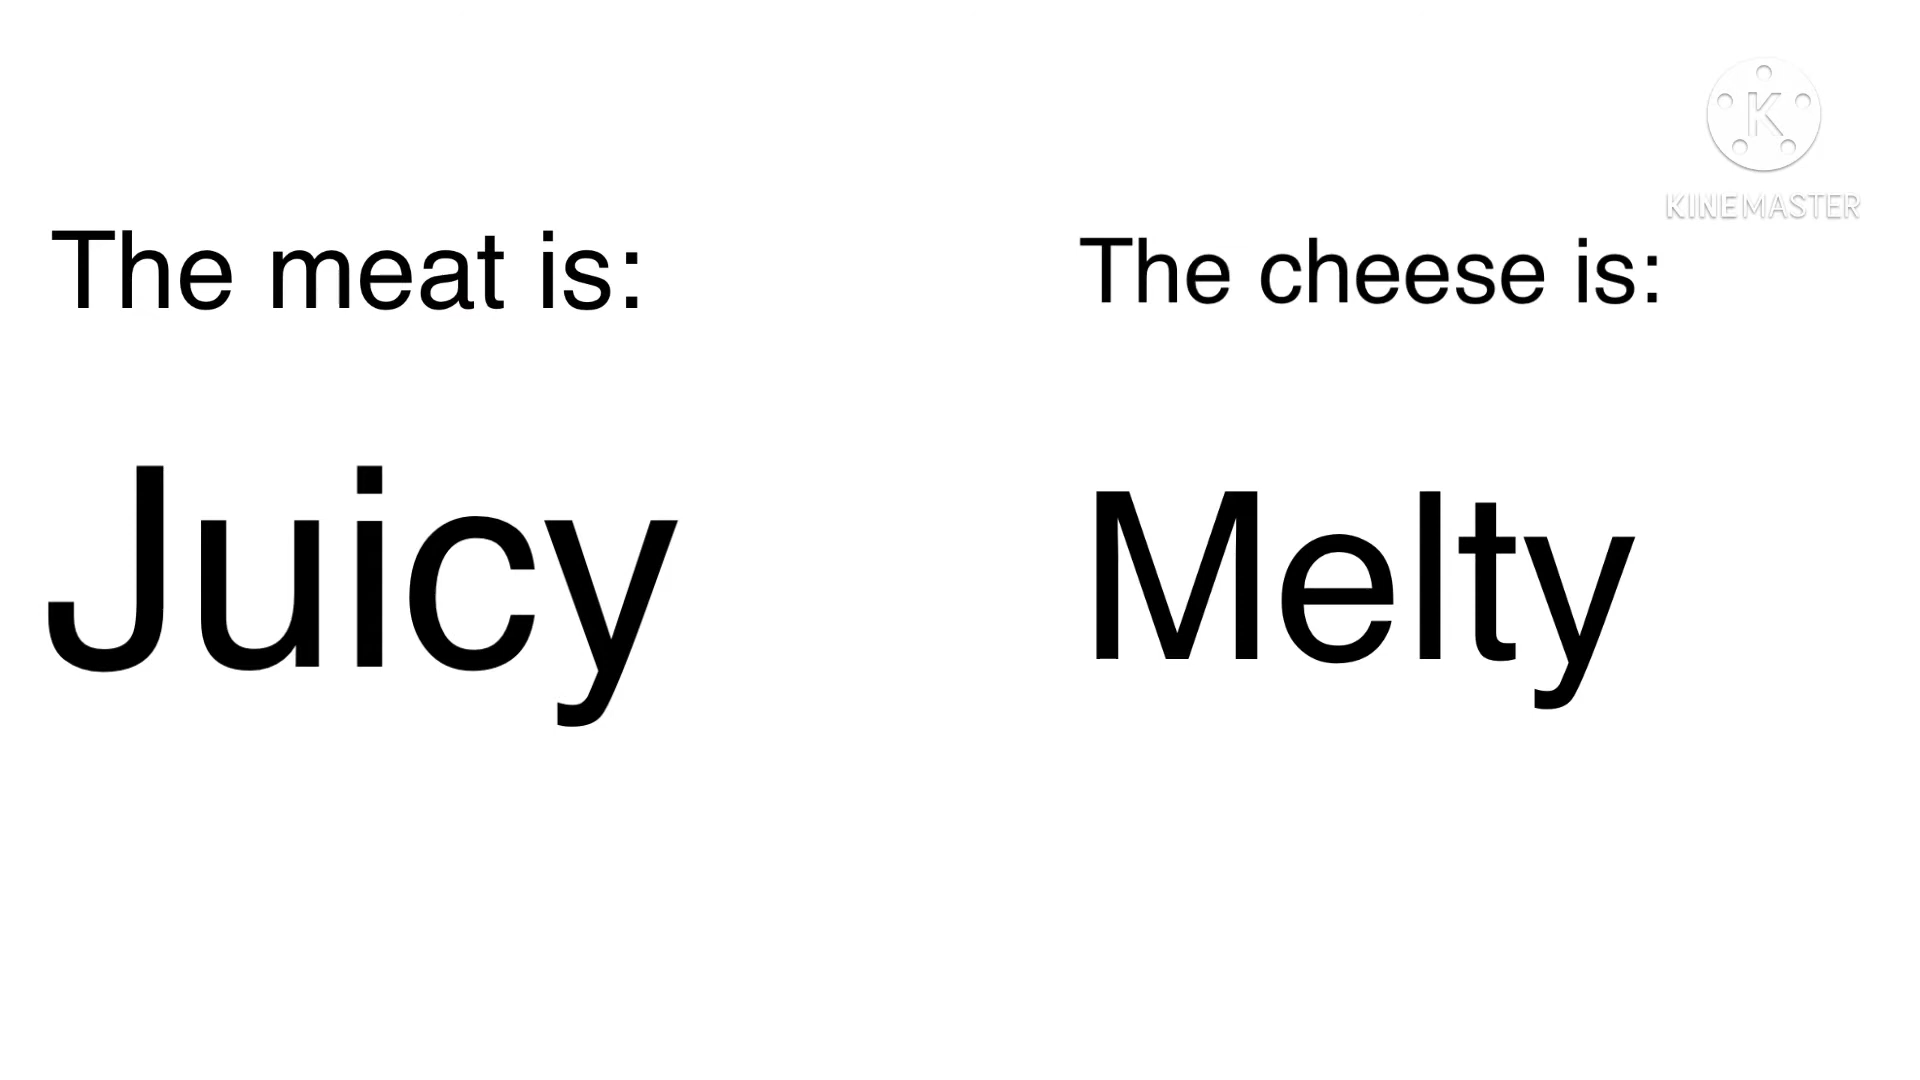 The meat is:
Juicy
The cheese is:
Melty
K
KINEMASTER